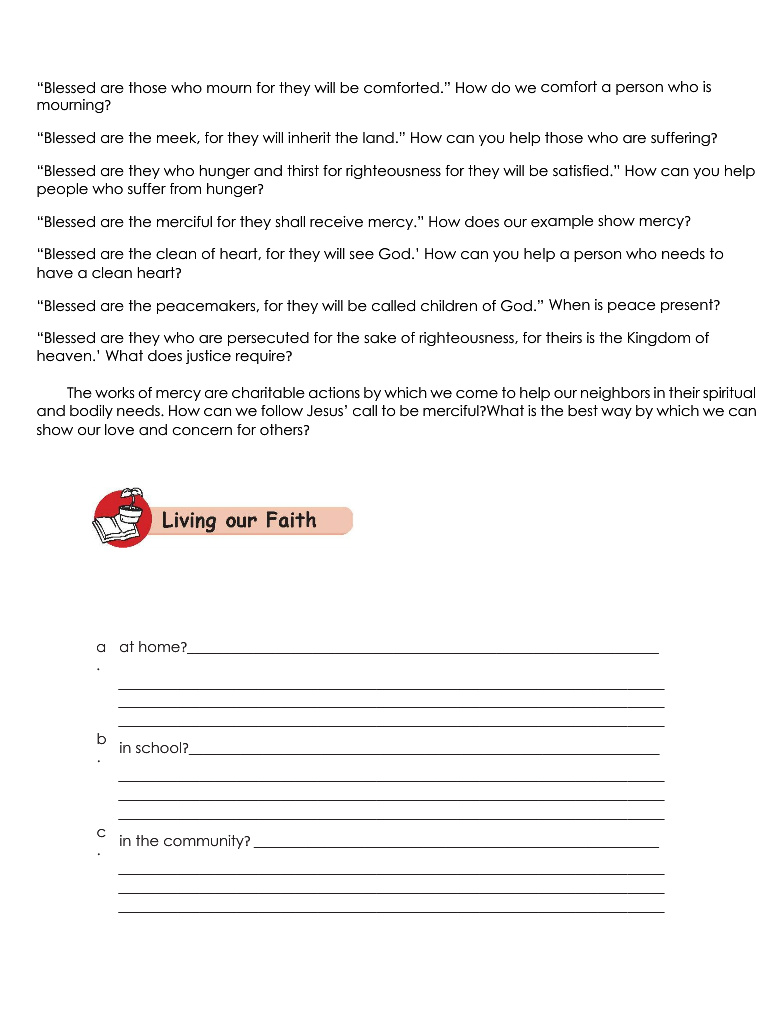 “Blessed are those who mourn for they will be comforted.” How do we comfort a person who is
mourning?
“Blessed are the meek, for they will inherit the land.” How can you help those who are suffering?
“Blessed are they who hunger and thirst for righteousness for they will be satisfied.” How can you help
people who suffer from hunger?
“Blessed are the merciful for they shall receive mercy.” How does our example show mercy?
“Blessed are the clean of heart, for they will see God.’ How can you help a person who needs to
have a clean heart?
“Blessed are the peacemakers, for they will be called children of God.” When is peace present?
“Blessed are they who are persecuted for the sake of righteousness, for theirs is the Kingdom of
heaven.’ What does justice require?
The works of mercy are charitable actions by which we come to help our neighbors in their spiritual
and bodily needs. How can we follow Jesus’ call to be merciful?What is the best way by which we can
show our love and concern for others?
Living our Faith
a at home?
.
b
in school?
.
c
in the community?
.